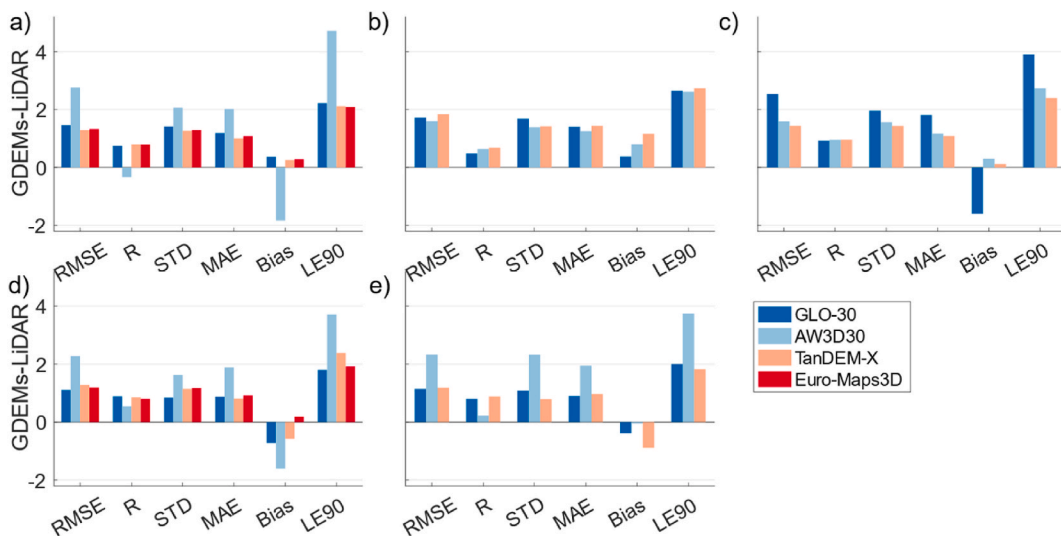 a)
b)
c)
GDEMs-LiDAR
4
2
0
-2
RMSE R STD MAE Bias LE90
RMSE R STD MAE Bias LE90
RMSE R STD MAE Bias LE90
d)
e)
GDEMs-LiDAR
4
2
0
-2
RMSE R STD MAE Bias LE90
RMSE R STD MAE Bias LE90
GLO-30
AW3D30
TanDEM-X
Euro-Maps3D